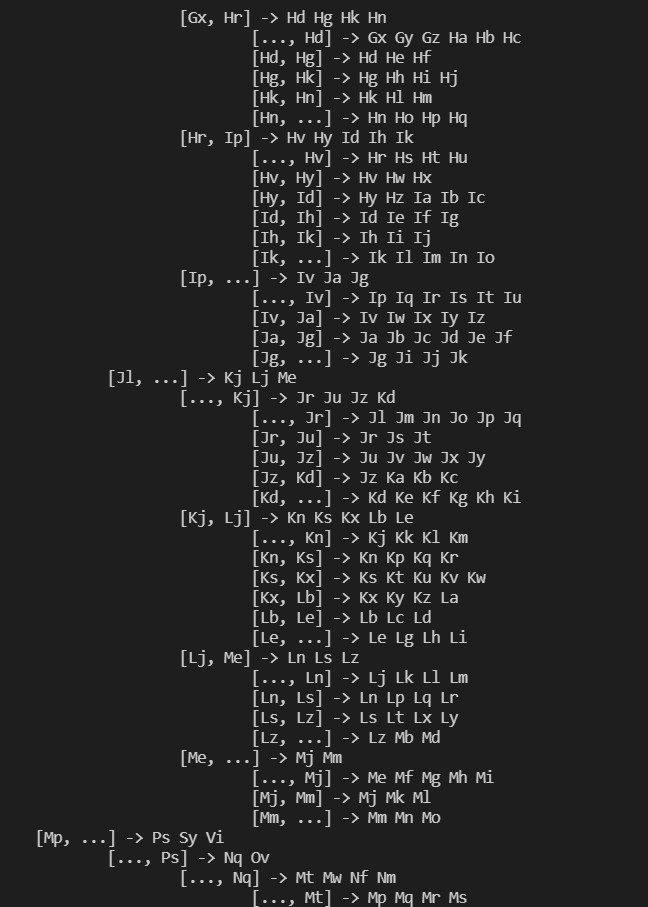 [Gx, Hr] -> Hd Hg Hk Hn
[..., Hd] -> Gx Gy Gz Ha Hb Hc
[Hd, Hg] -> Hd He Hf
[Hg, Hk] -> Hg Hh Hi Hj
[Hk, Hn] -> Hk Hl Hm
[Hn, ...] -> Hn Ho Hp Hq
[Hr, Ip] -> Hv Hy Id Ih Ik
[..., Hv] -> Hr Hs Ht Hu
[Hv, Hy] -> Hv Hw Hx
[Hy, Id] -> Hy Hz Ia Ib Ic
[Id, Ih] -> Id Ie If Ig
[Ih, Ik] -> Ih Ii Ij
[Ik, ...] -> Ik Il Im In Io
[Ip, ...] -> Iv Ja Jg
[..., Iv] -> Ip Iq Ir Is It Iu
[Iv, Ja] -> Iv Iw Ix Iy Iz
[Ja, Jg] -> Ja Jb Jc Jd Je Jf
[Jg, ...] -> Jg Ji Jj Jk
[Jl, ...] -> Kj Lj Me
[..., Kj] -> Jr Ju Jz Kd
[..., Jr] -> Jl Jm Jn Jo Jp Jq
[Jr, Ju] -> Jr Js Jt
[Ju, Jz] -> Ju Jv Jw Jx Jy
[Jz, Kd] -> Jz Ka Kb Kc
[Kd, ...] -> Kd Ke Kf Kg Kh Ki
[Kj, Lj] -> Kn Ks Kx Lb Le
[..., Kn] -> Kj Kk Kl Km
[Kn, Ks] -> Kn Kp Kq Kr
[Ks, Kx] -> Ks Kt Ku Kv Kw
[Kx, Lb] -> Kx Ky Kz La
[Lb, Le] -> Lb Lc Ld
[Le, ...] -> Le Lg Lh Li
[Lj, Me] -> Ln Ls Lz
[..., Ln] -> Lj Lk Ll Lm
[Ln, Ls] -> Ln Lp Lq Lr
[Ls, Lz] -> Ls Lt Lx Ly
[Lz, ...] -> Lz Mb Md
[Me, ...] -> Mj Mm
[..., Mj] -> Me Mf Mg Mh Mi
[Mj, Mm] -> Mj Mk Ml
[Mm, ...] -> Mm Mn Mo
[Mp, ...] -> Ps Sy Vi
[..., Ps] -> Nq Ov
[..., Nq] -> Mt Mw Nf Nm
[..., Mt] -> Mp Mq Mr Ms